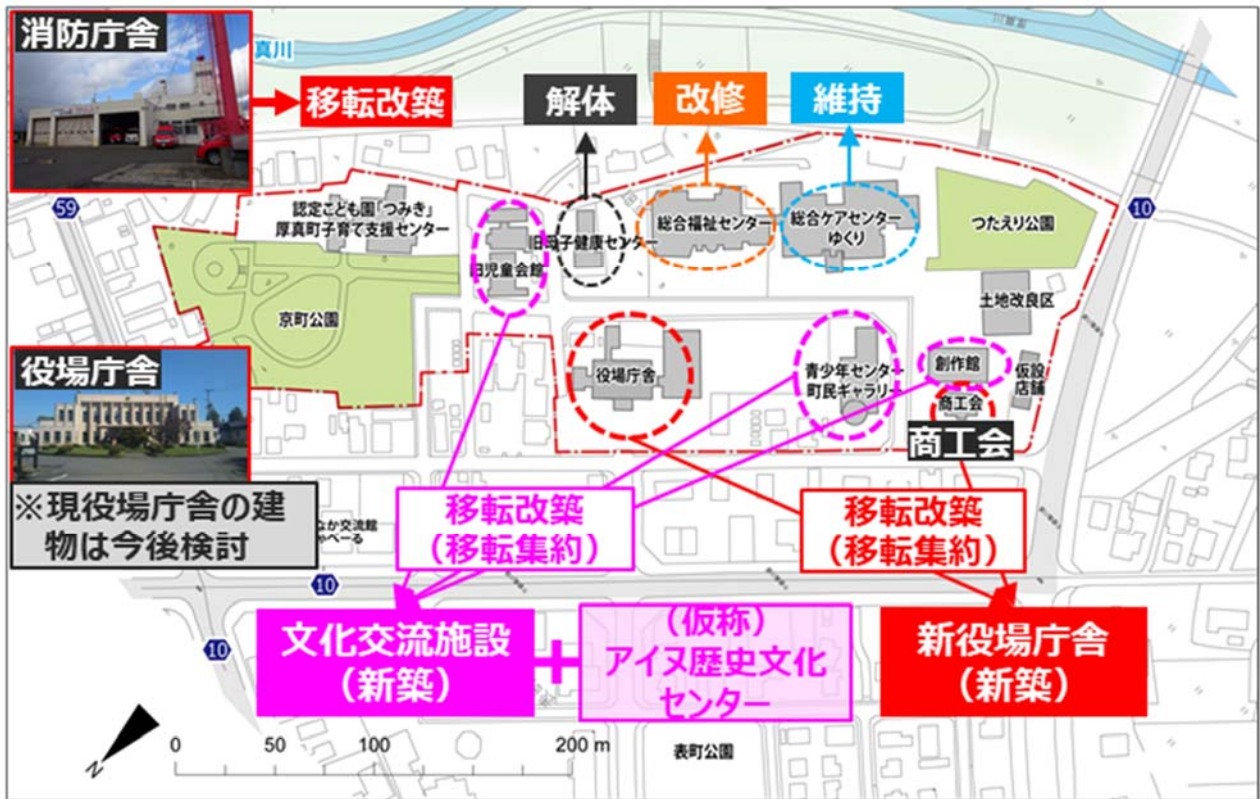 消防庁舎
真川
移転改築
解体
改修
維持
59
10
認定こども園「つみき」
厚真町子育て支援センター
旧児童会館
旧母子健康センター
総合福祉センター
総合ケアセンター
ゆくり
つたえり公園
土地改良区
京町公園
役場庁舎
役場庁舎
青少年センター
町民ギャラリー
創作館
仮設
店舗
商工会
商工会
※現役場庁舎の建
物は今後検討
なか交流館
移転改築
(移転集約)
移転改築
(移転集約)
10
10
文化交流施設
(新築)
+
(仮称)
アイヌ歴史文化
センター
新役場庁舎
(新築)
N
0
50
100
200 m
表町公園